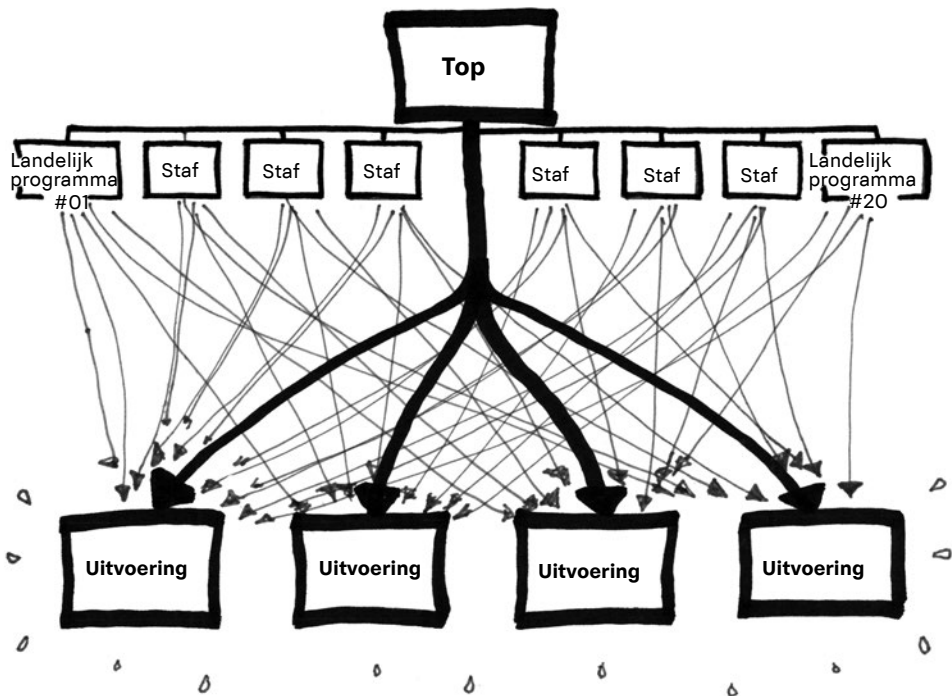 Top
Landelijk
programma
#01
Staf
Staf
Staf
Staf
Staf
Staf
Landelijk
programma
#20
Uitvoering
Uitvoering
Uitvoering
Uitvoering